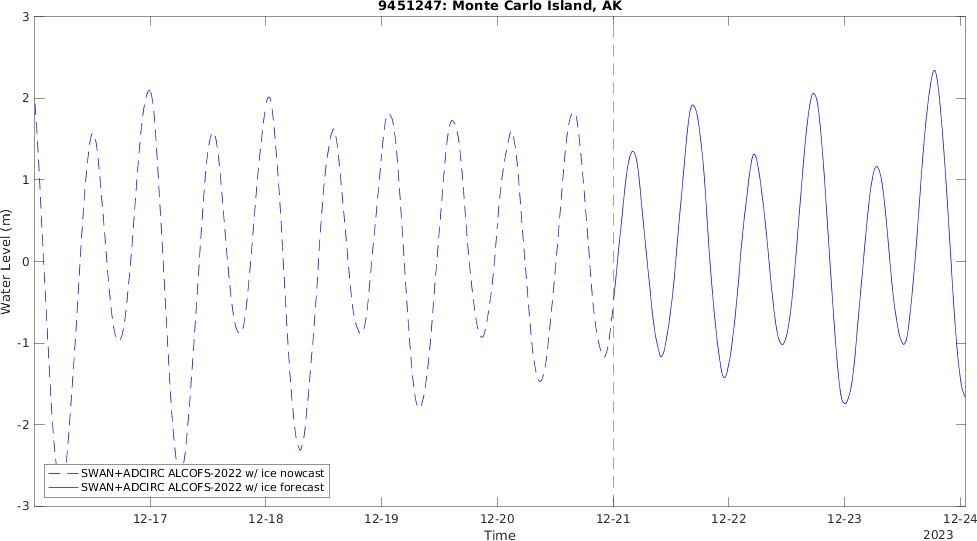 9451247: Monte Carlo Island, AK
3
2
1
0
-1
-2
-3
Water Level (m)
SWAN+ADCIRC ALCOFS-2022 w/ ice nowcast
SWAN+ADCIRC ALCOFS-2022 w/ ice forecast
12-17 12-18 12-19 12-20 12-21 12-22 12-23 12-24
Time
2023